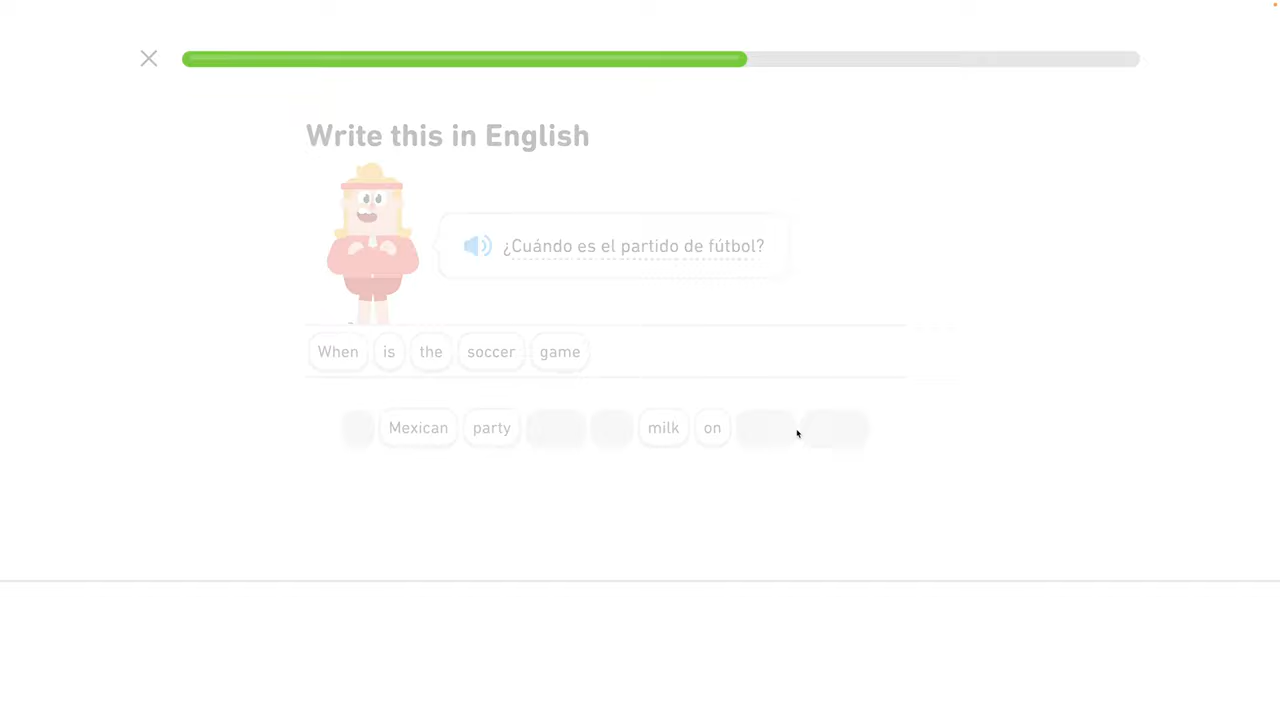 Write this in English
¿Cuándo es el partido de fútbol?
When is the soccer game
Mexican party milk on